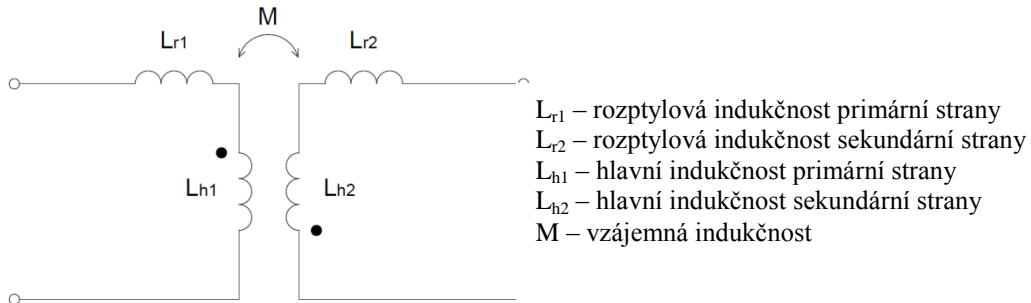 M
Lr1
Lr2
Lh1
Lh2
Lr1 – rozptylová indukčnost primární strany
Lr2 – rozptylová indukčnost sekundární strany
Lh1 – hlavní indukčnost primární strany
Lh2 – hlavní indukčnost sekundární strany
M – vzájemná indukčnost